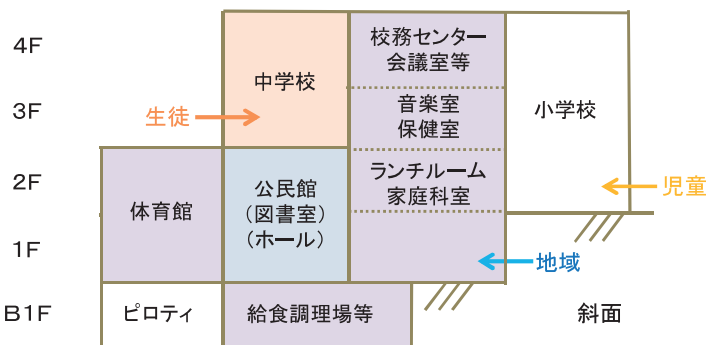 4F
校務センター
会議室等
中学校
3F
音楽室
保健室
小学校
生徒
2F
ランチルーム
家庭科室
公民館
(図書室)
(ホール)
体育館
児童
1F
地域
B1F
ピロティ
給食調理場等
斜面